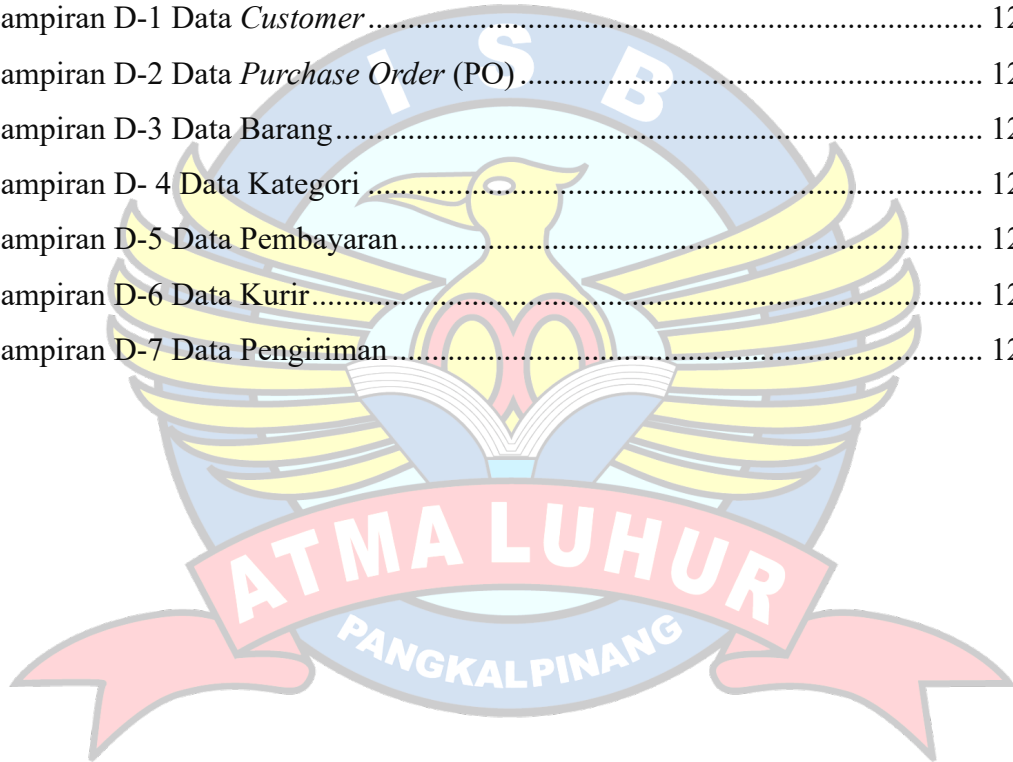 ampiran D-1 Data Customer........................................................................... 12
ampiran D-2 Data Purchase Order (PO)........................................................ 12
ampiran D-3 Data Barang............................................................................... 12
ampiran D- 4 Data Kategori........................................................................... 12
ampiran D-5 Data Pembayaran....................................................................... 12
ampiran D-6 Data Kurir.................................................................................. 12
ampiran D-7 Data Pengiriman........................................................................ 12
I S B
ATMA LUHUR
PANGKALPINANG